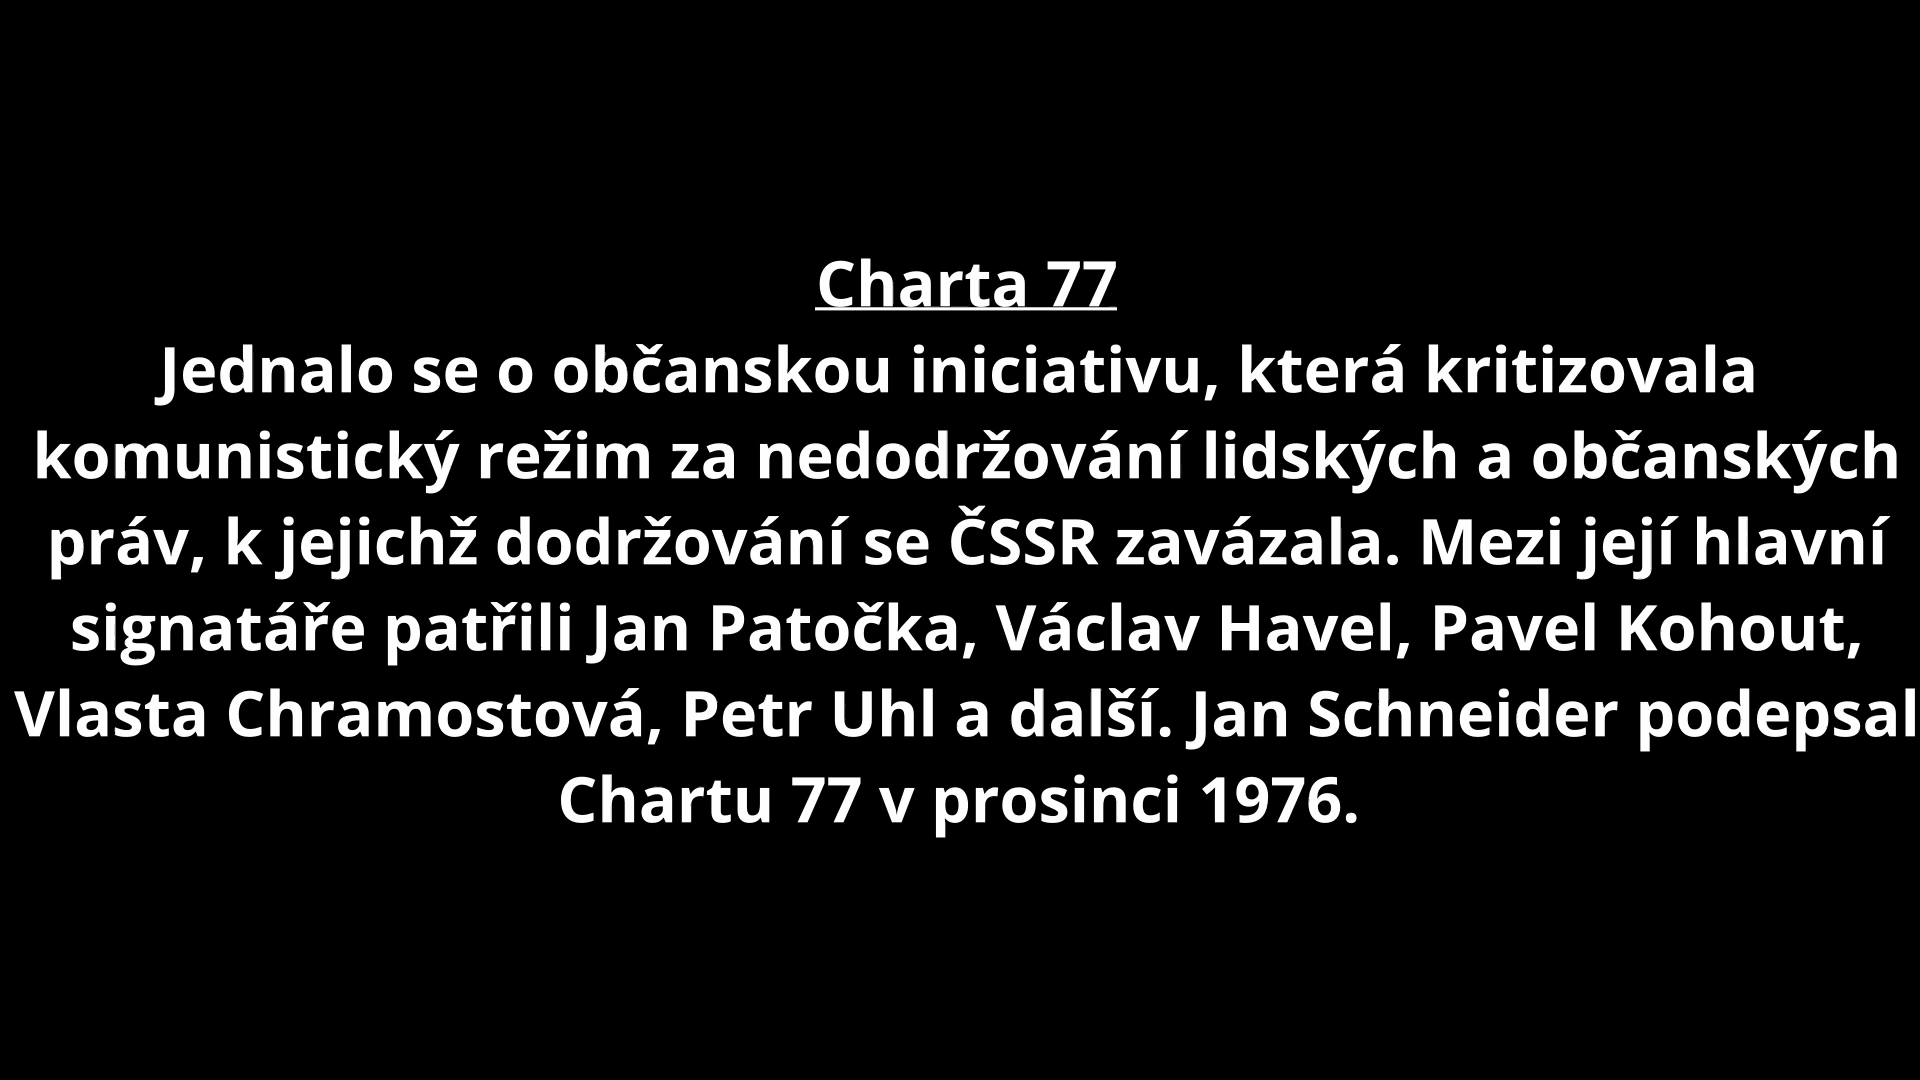 Charta 77
Jednalo se o občanskou iniciativu, která kritizovala
komunistický režim za nedodržování lidských a občanských
práv, k jejichž dodržování se ČSSR zavázala. Mezi její hlavní
signatáře patřili Jan Patočka, Václav Havel, Pavel Kohout,
Vlasta Chramostová, Petr Uhl a další. Jan Schneider podepsal
Chartu 77 v prosinci 1976.